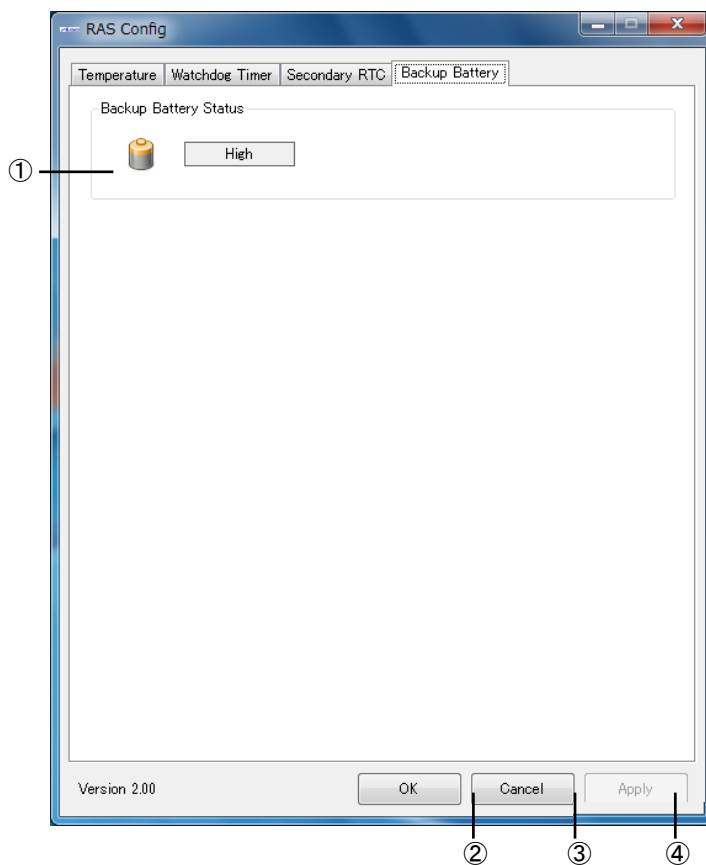 RAS Config
Temperature Watchdog Timer Secondary RTC Backup Battery
Backup Battery Status
High
①
Version 2.00 OK Cancel Apply
② ③ ④